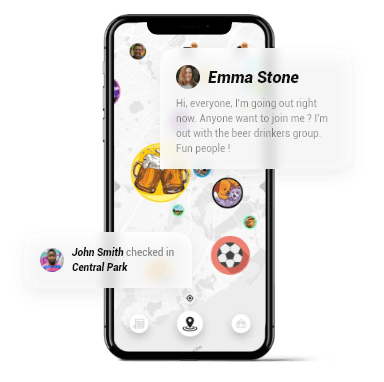 Emma Stone
Hi, everyone, I'm going out right
now. Anyone want to join me ? I'm
out with the beer drinkers group.
Fun people !
John Smith checked in
Central Park